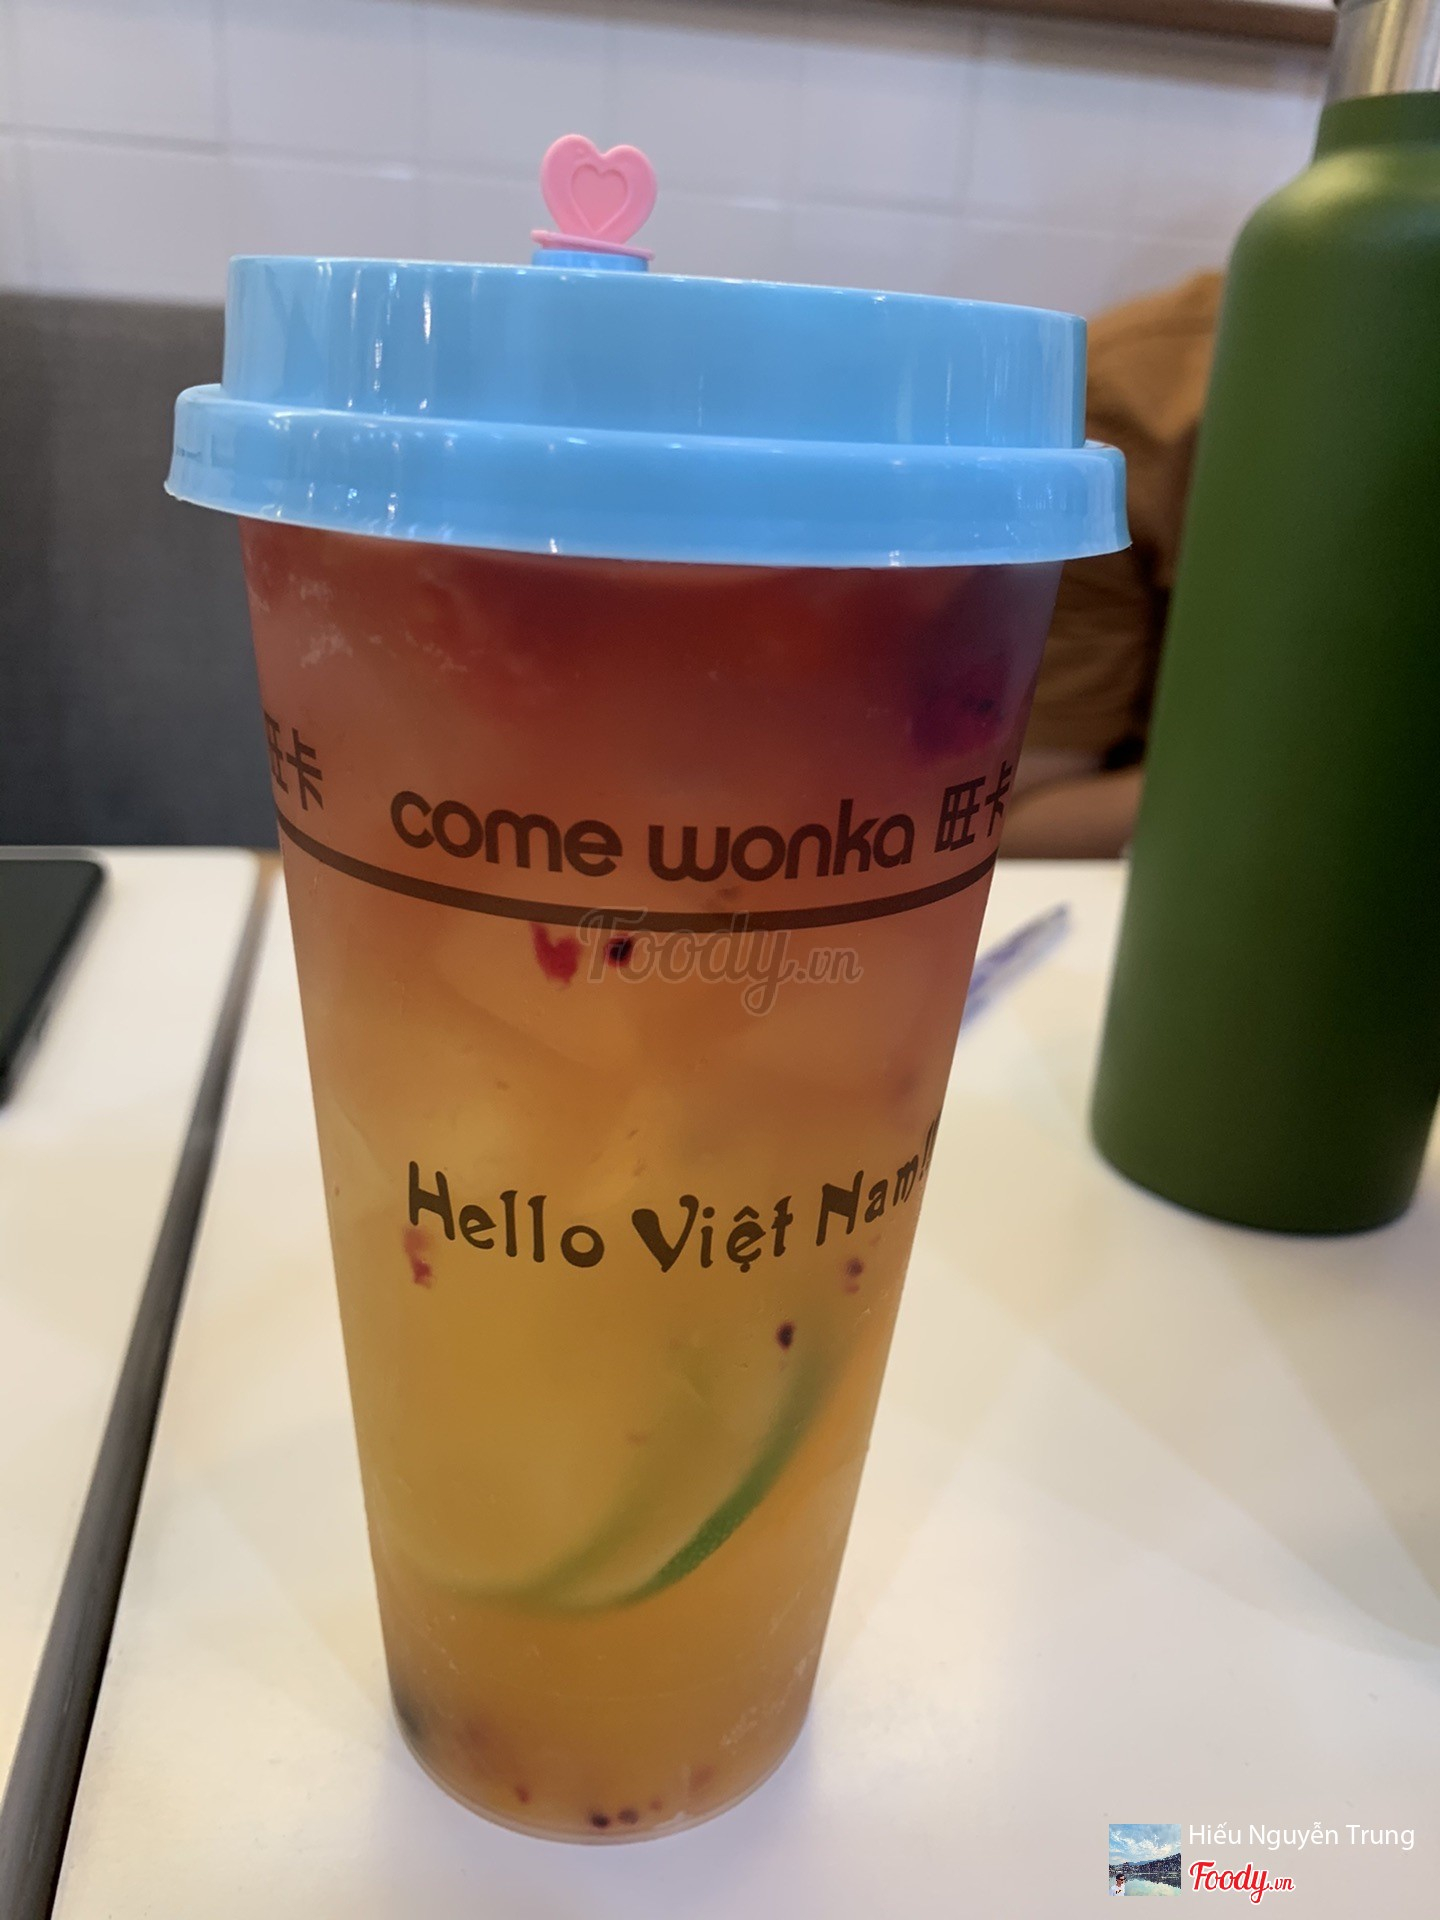 旺卡 come wonka 旺卡
Foody.vn
Hello Việt Nam!!
Hiếu Nguyễn Trung
Foody.vn